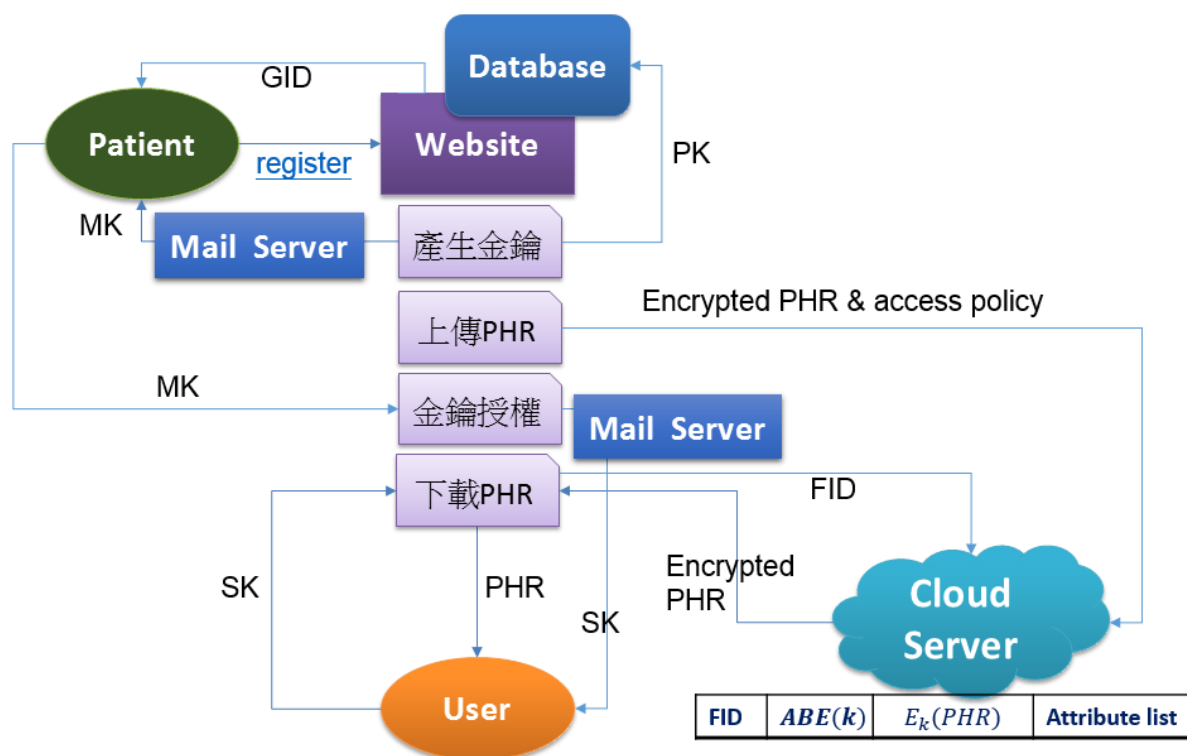 Database
GID
Patient
Website
register
PK
MK
Mail Server
產生金鑰
Encrypted PHR & access policy
上傳PHR
MK
金鑰授權
Mail Server
下載PHR
FID
SK
PHR
Encrypted
PHR
SK
Cloud
Server
User
FID ABE(k) E_k(PHR) Attribute list